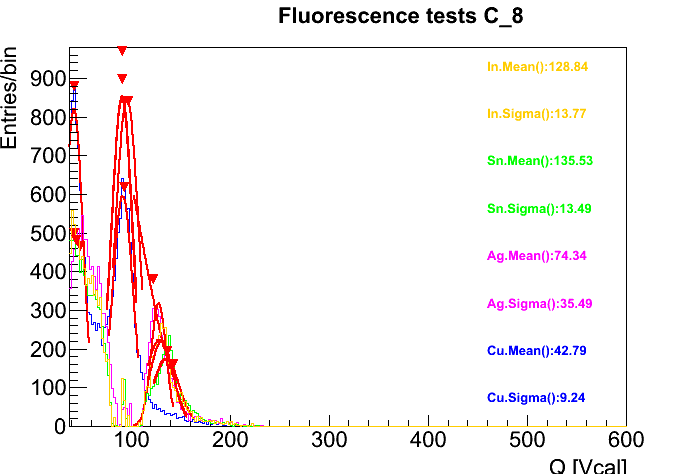 Fluorescence tests C_8
Entries/bin
900
800
700
600
500
400
300
200
100
0
100
200
300
400
500
600
Q [Vcal]
In.Mean():128.84
In.Sigma():13.77
Sn.Mean():135.53
Sn.Sigma():13.49
Ag.Mean():74.34
Ag.Sigma():35.49
Cu.Mean():42.79
Cu.Sigma():9.24